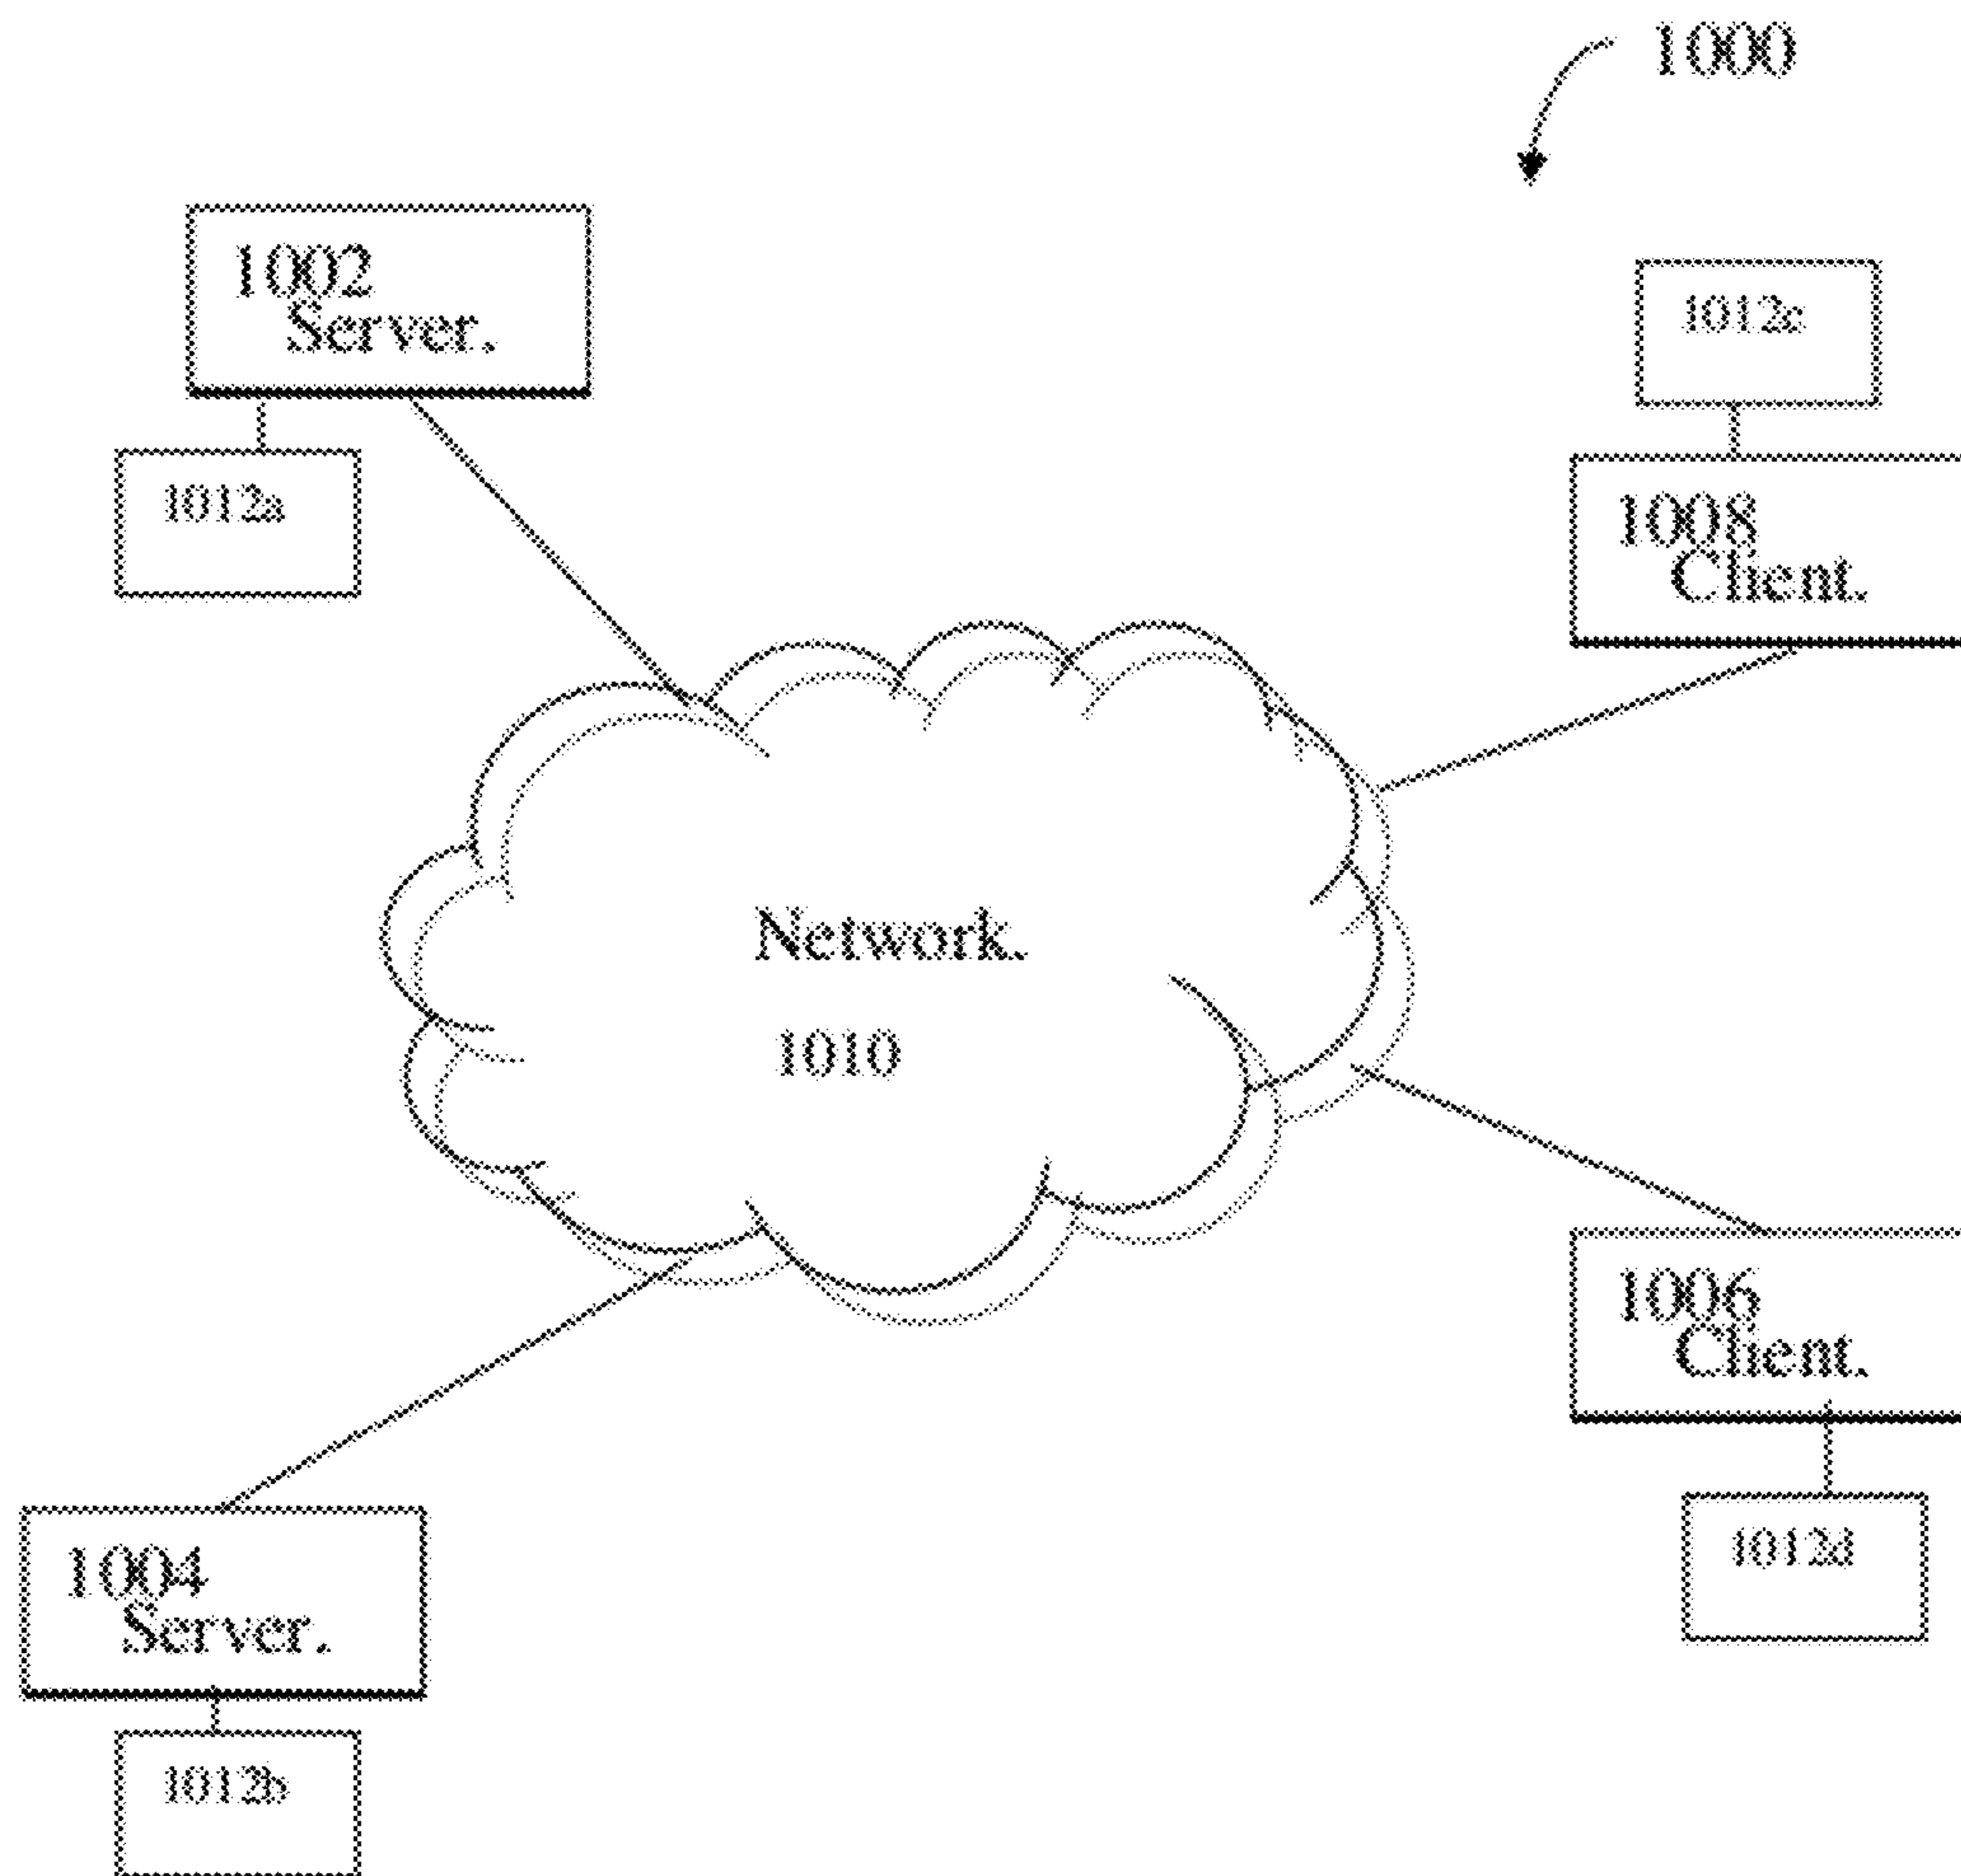 1000
1002
Server.
1012c
1012a
1008
Client.
Network.
1010
1006
Client.
1004
Server.
1012d
1012b